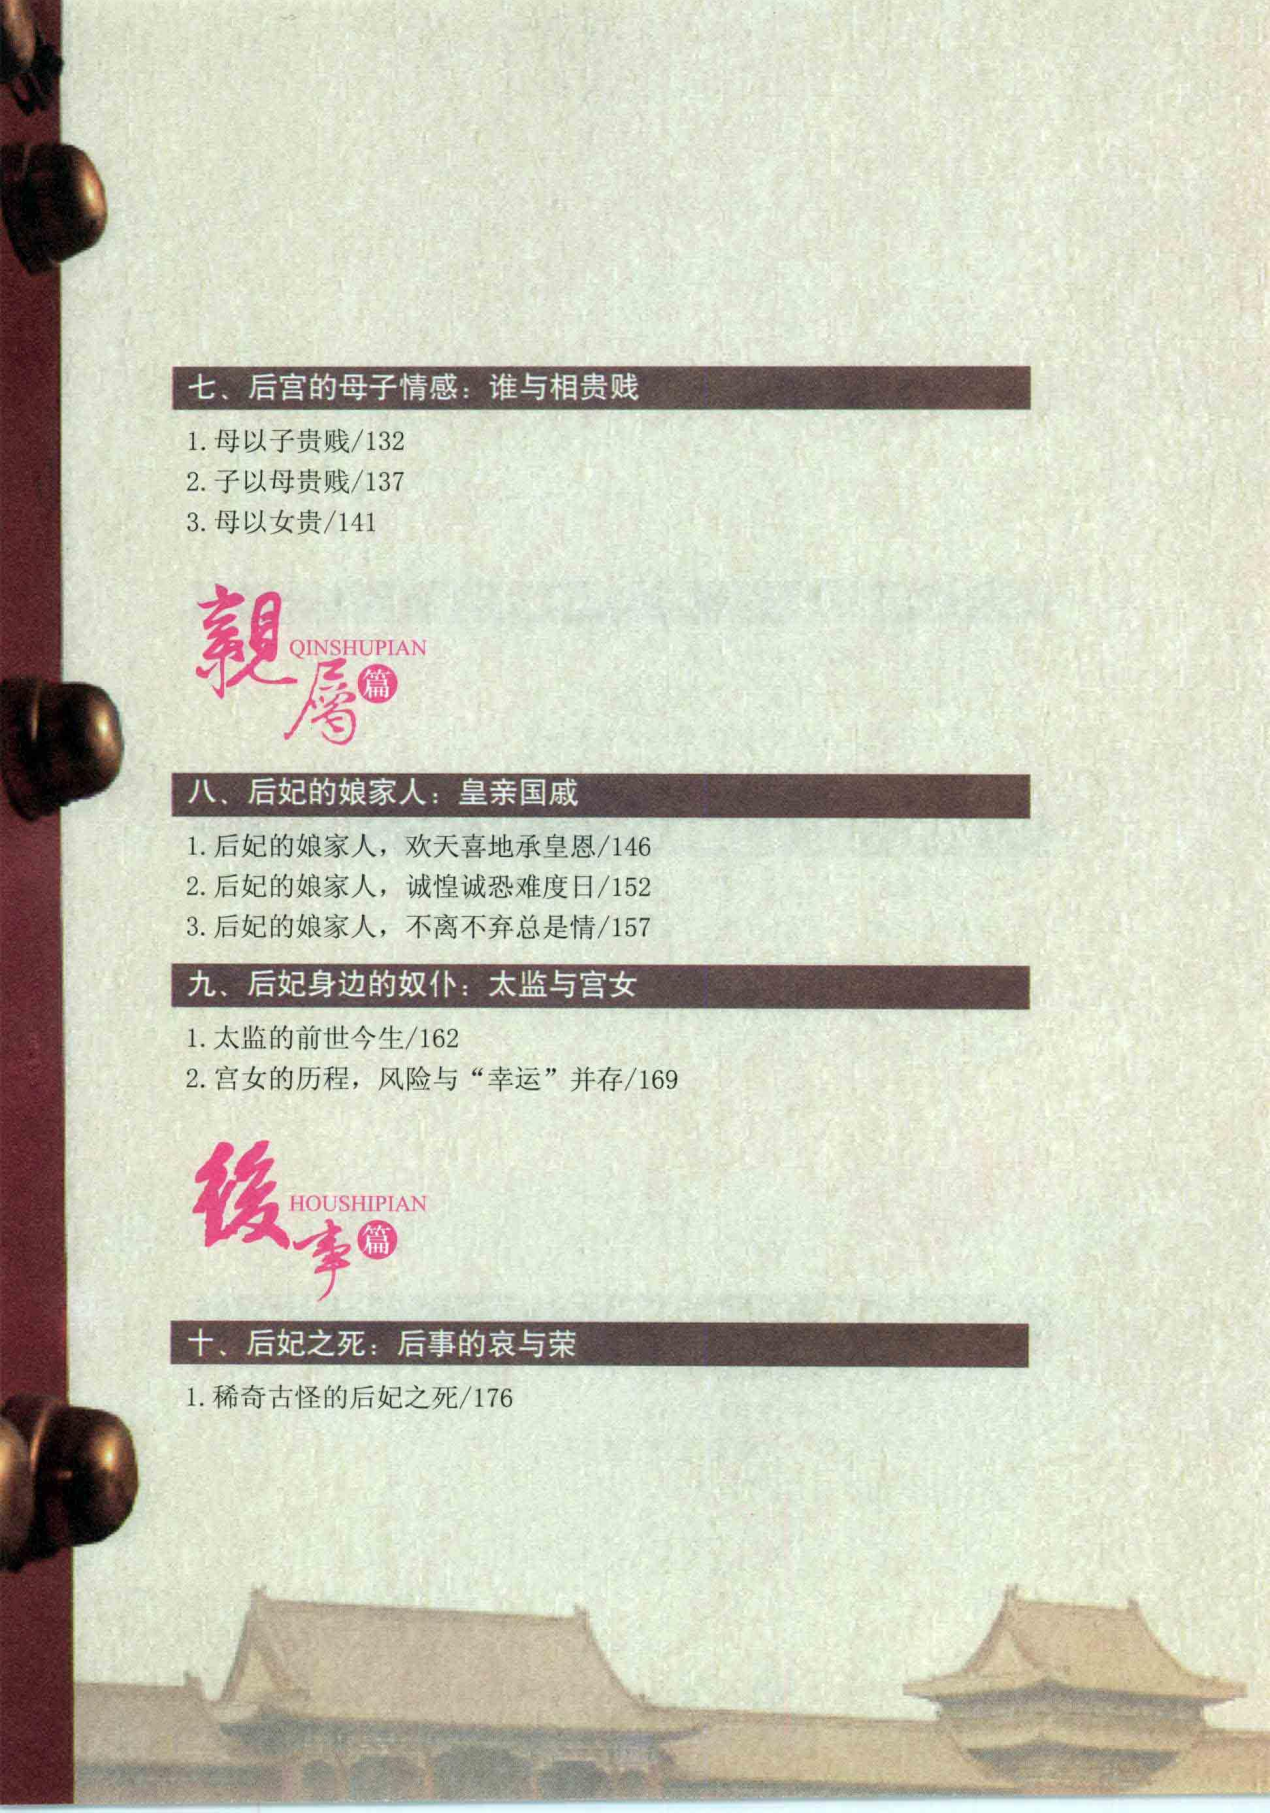 七、后宫的母子情感：谁与相贵贱
1.母以子贵贱/132
2.子以母贵贱/137
3.母以女贵/141
親屬篇
QINSHUPIAN
八、后妃的娘家人：皇亲国戚
1.后妃的娘家人，欢天喜地承皇恩/146
2.后妃的娘家人，诚惶诚恐难度日/152
3.后妃的娘家人，不离不弃总是情/157
九、后妃身边的奴仆：太监与宫女
1.太监的前世今生/162
2.宫女的历程，风险与“幸运”并存/169
後事篇
HOUSHIPIAN
十、后妃之死：后事的哀与荣
1.稀奇古怪的后妃之死/176